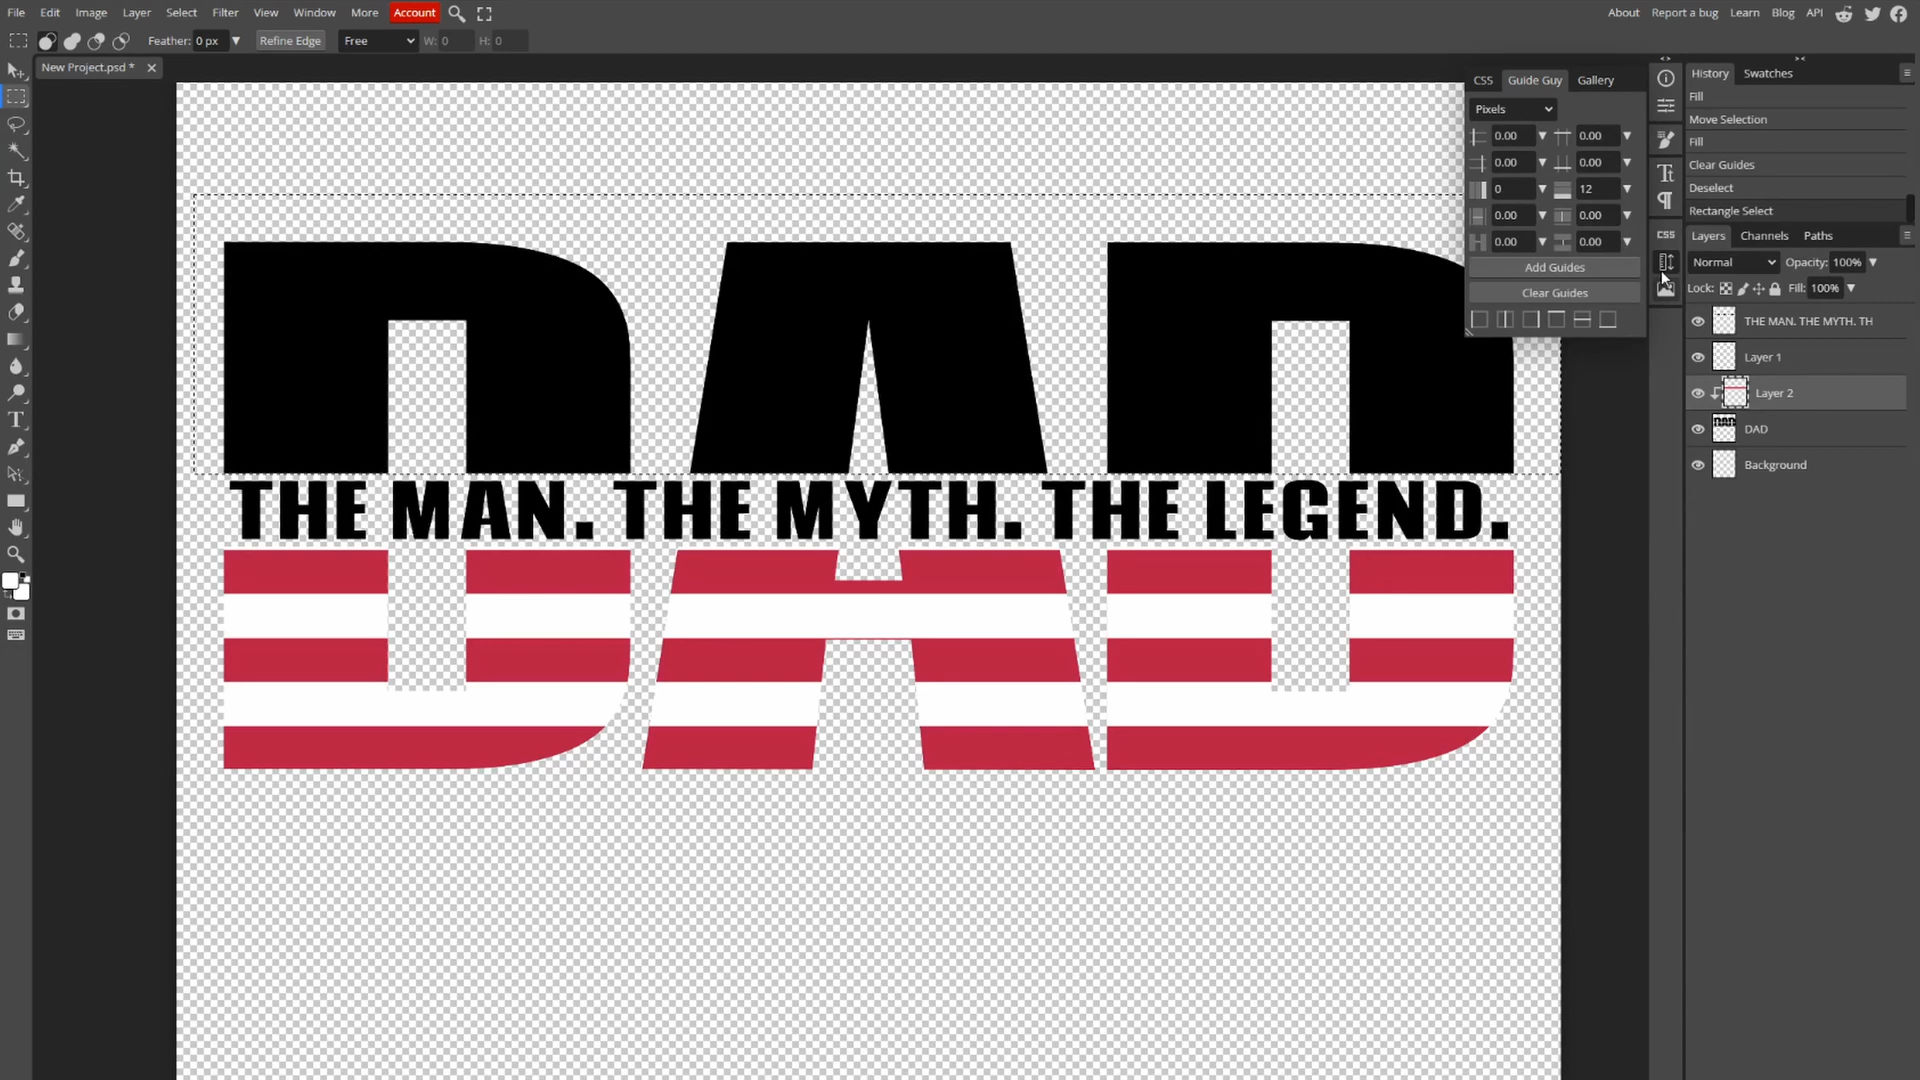 File Edit Image Layer Select Filter View Window More Account About Report a bug Learn Blog API
Feather: 0 px Refine Edge Free W: 0 H: 0
New Project.psd * 
CSS Guide Guy Gallery
Pixels
0.00 0.00
0.00 0.00
0 12
0.00 0.00
0.00 0.00
Add Guides
Clear Guides
CSS
History Swatches
Fill
Move Selection
Fill
Clear Guides
Deselect
Rectangle Select
Layers Channels Paths
Normal Opacity: 100%
Lock: Fill: 100%
THE MAN. THE MYTH. TH
Layer 1
Layer 2
DAD
Background
DAD
THE MAN. THE MYTH. THE LEGEND.